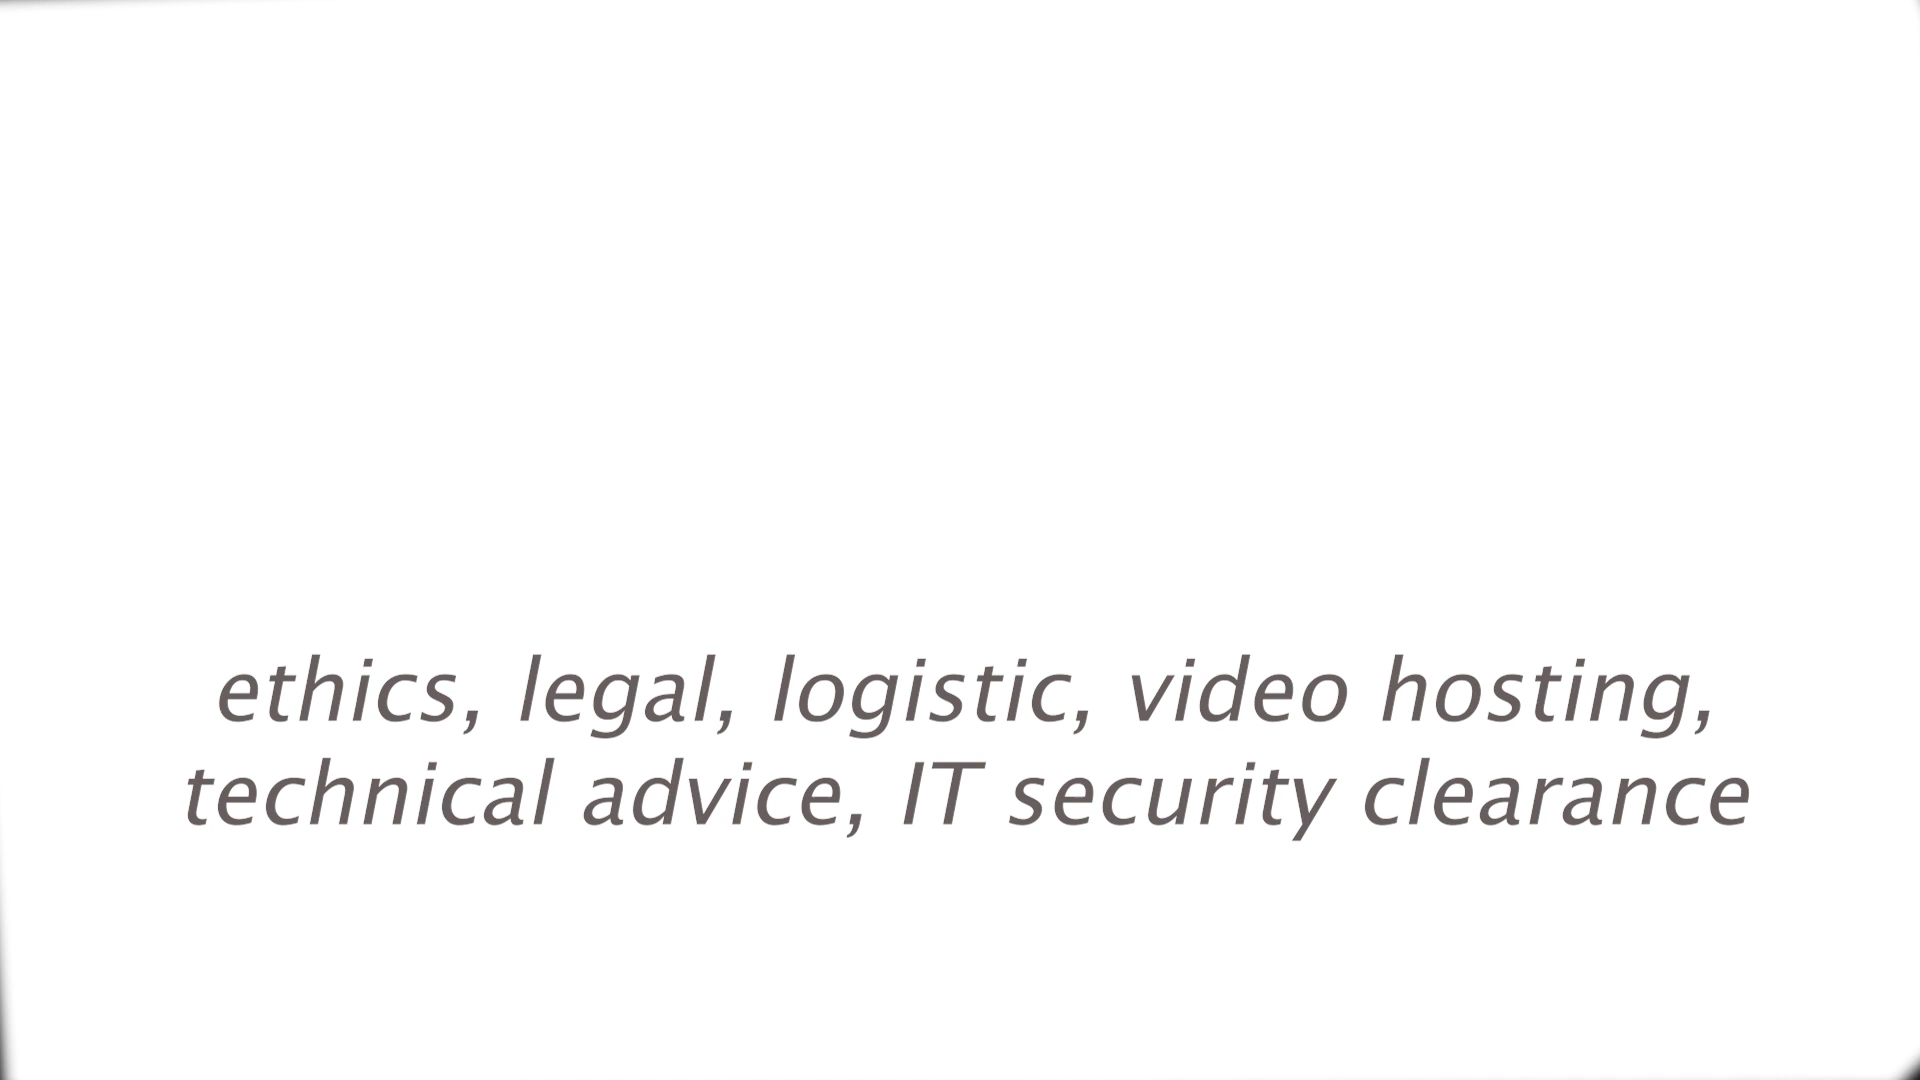 ethics, legal, logistic, video hosting,
technical advice, IT security clearance